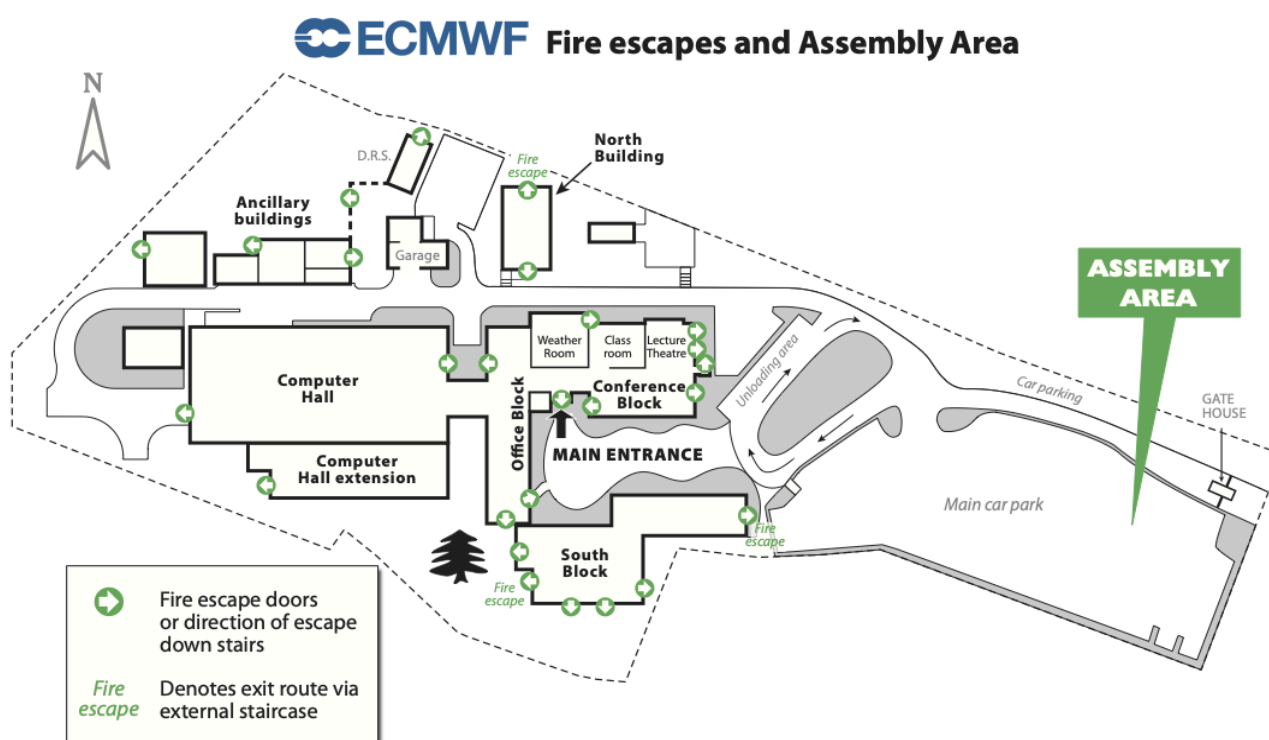 ECMWF Fire escapes and Assembly Area
N
D.R.S.
Fire
escape
North
Building
Ancillary
buildings
Garage
ASSEMBLY
AREA
Weather
Room
Class
room
Lecture
Theatre
Unloading area
Car parking
GATE
HOUSE
Computer
Hall
Conference
Block
Office Block
MAIN ENTRANCE
Computer
Hall extension
Main car park
Fire
escape
South
Block
Fire
escape
Fire escape doors
or direction of escape
down stairs
Fire
escape
Denotes exit route via
external staircase